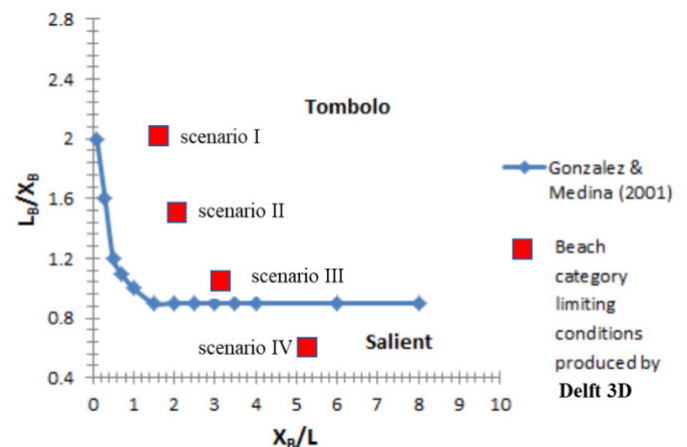 2.8
2.4
Tombolo
2
scenario I
Gonzalez &
Medina (2001)
1.6
scenario II
L_B/X_B
Beach
category
limiting
conditions
produced by
Delft 3D
1.2
scenario III
0.8
scenario IV
Salient
0.4
0 1 2 3 4 5 6 7 8 9 10
X_B/L